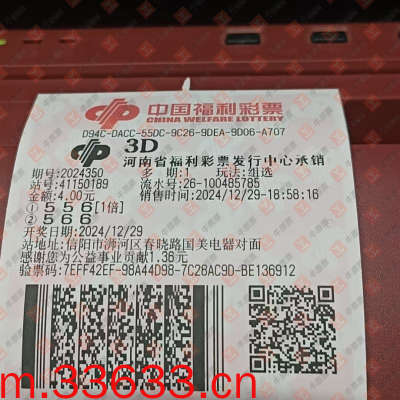 中国福利彩票
CHINA WELFARE LOTTERY
D94C-DACC-55DC-9C26-9DEA-9D06-A707
3D
河南省福利彩票发行中心承销
期号:2024350 多 期:1 玩法:组选
站号:41150189 流水号:26-100485785
金额:4.00元 销售时间:2024/12/29-18:58:16
① 5 5 6[1倍]
② 5 6 6
开奖日期:2024/12/29
站地址:信阳市浉河区春晓路国美电器对面
感谢您为公益事业贡献1.36元
验票码:7EFF42EF-98A44D98-7C28AC9D-BE136912
m.33633.cn